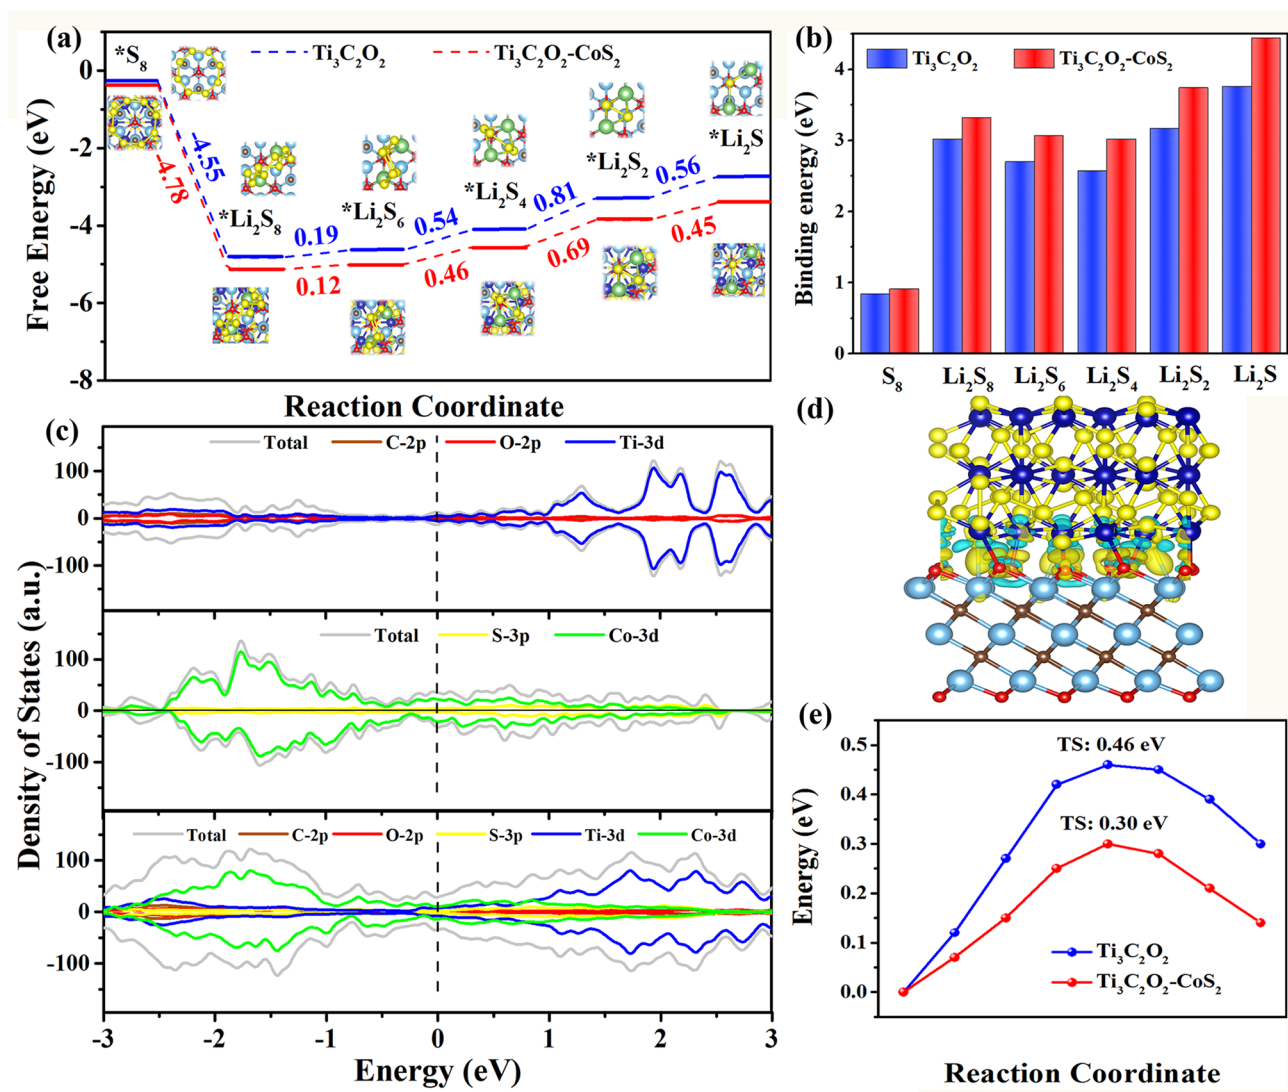 (a)
*S₈
Ti₃C₂O₂
Ti₃C₂O₂-CoS₂
0
-2
-4
-6
-8
Free Energy (eV)
4.55
4.78
*Li₂S₈
0.19
0.12
*Li₂S₆
0.54
0.46
*Li₂S₄
0.81
0.69
*Li₂S₂
0.56
0.45
*Li₂S
Reaction Coordinate
(b)
Ti₃C₂O₂
Ti₃C₂O₂-CoS₂
4
3
2
1
0
Binding energy (eV)
S₈
Li₂S₈
Li₂S₆
Li₂S₄
Li₂S₂
Li₂S
(c)
Total
C-2p
O-2p
Ti-3d
100
0
-100
Total
S-3p
Co-3d
100
0
-100
Total
C-2p
O-2p
S-3p
Ti-3d
Co-3d
100
0
-100
Density of States (a.u.)
-3
-2
-1
0
1
2
3
Energy (eV)
(d)
(e)
TS: 0.46 eV
TS: 0.30 eV
0.5
0.4
0.3
0.2
0.1
0.0
Energy (eV)
Ti₃C₂O₂
Ti₃C₂O₂-CoS₂
Reaction Coordinate